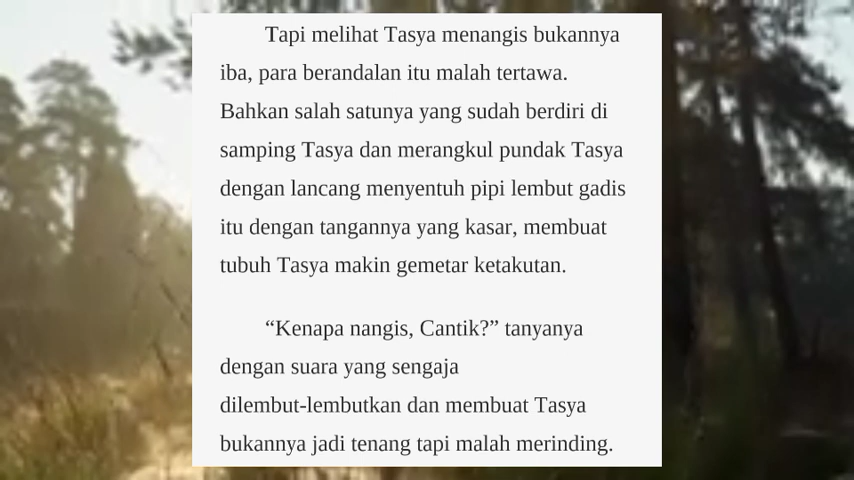 Tapi melihat Tasya menangis bukannya
iba, para berandalan itu malah tertawa.
Bahkan salah satunya yang sudah berdiri di
samping Tasya dan merangkul pundak Tasya
dengan lancang menyentuh pipi lembut gadis
itu dengan tangannya yang kasar, membuat
tubuh Tasya makin gemetar ketakutan.
“Kenapa nangis, Cantik?” tanyanya
dengan suara yang sengaja
dilembut-lembutkan dan membuat Tasya
bukannya jadi tenang tapi malah merinding.